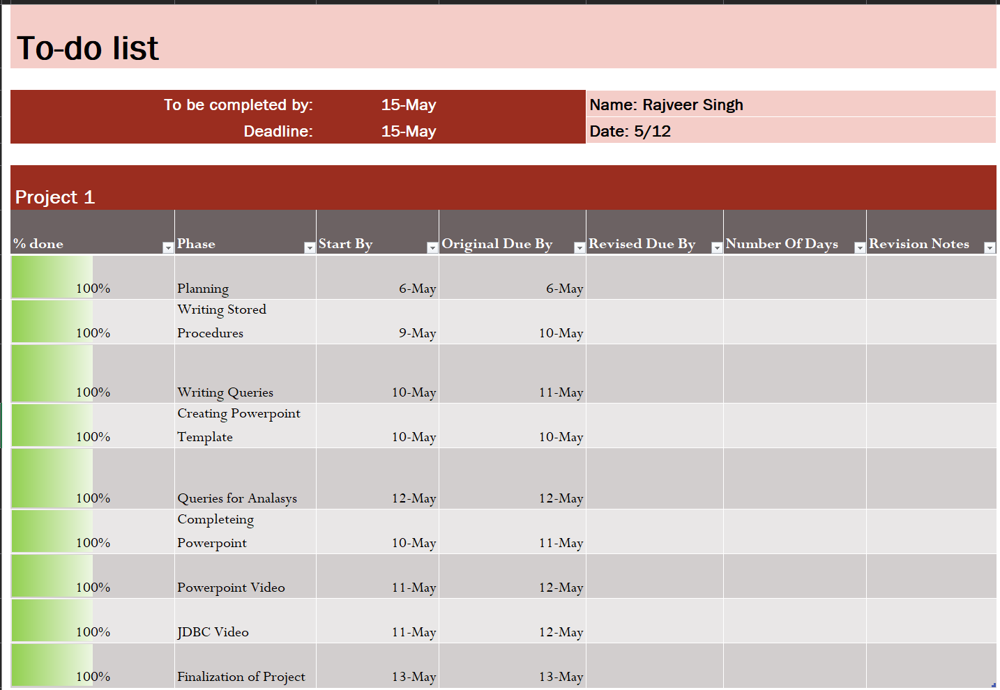 To-do list
To be completed by: 15-May Name: Rajveer Singh
Deadline: 15-May Date: 5/12
Project 1
% done Phase Start By Original Due By Revised Due By Number Of Days Revision Notes
100% Planning 6-May 6-May
Writing Stored
100% Procedures 9-May 10-May
100% Writing Queries 10-May 11-May
Creating Powerpoint
100% Template 10-May 10-May
100% Queries for Analasys 12-May 12-May
Completeing
100% Powerpoint 10-May 11-May
100% Powerpoint Video 11-May 12-May
100% JDBC Video 11-May 12-May
100% Finalization of Project 13-May 13-May